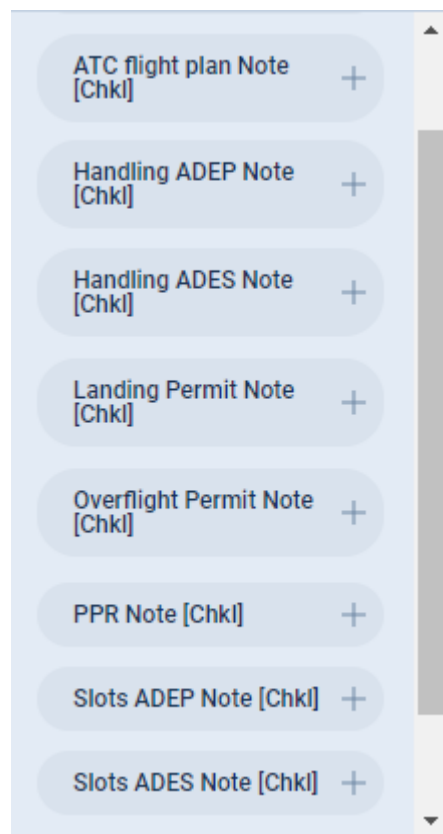 ATC flight plan Note
[Chkl]
Handling ADEP Note
[Chkl]
Handling ADES Note
[Chkl]
Landing Permit Note
[Chkl]
Overflight Permit Note
[Chkl]
PPR Note [Chkl]
Slots ADEP Note [Chkl]
Slots ADES Note [Chkl]